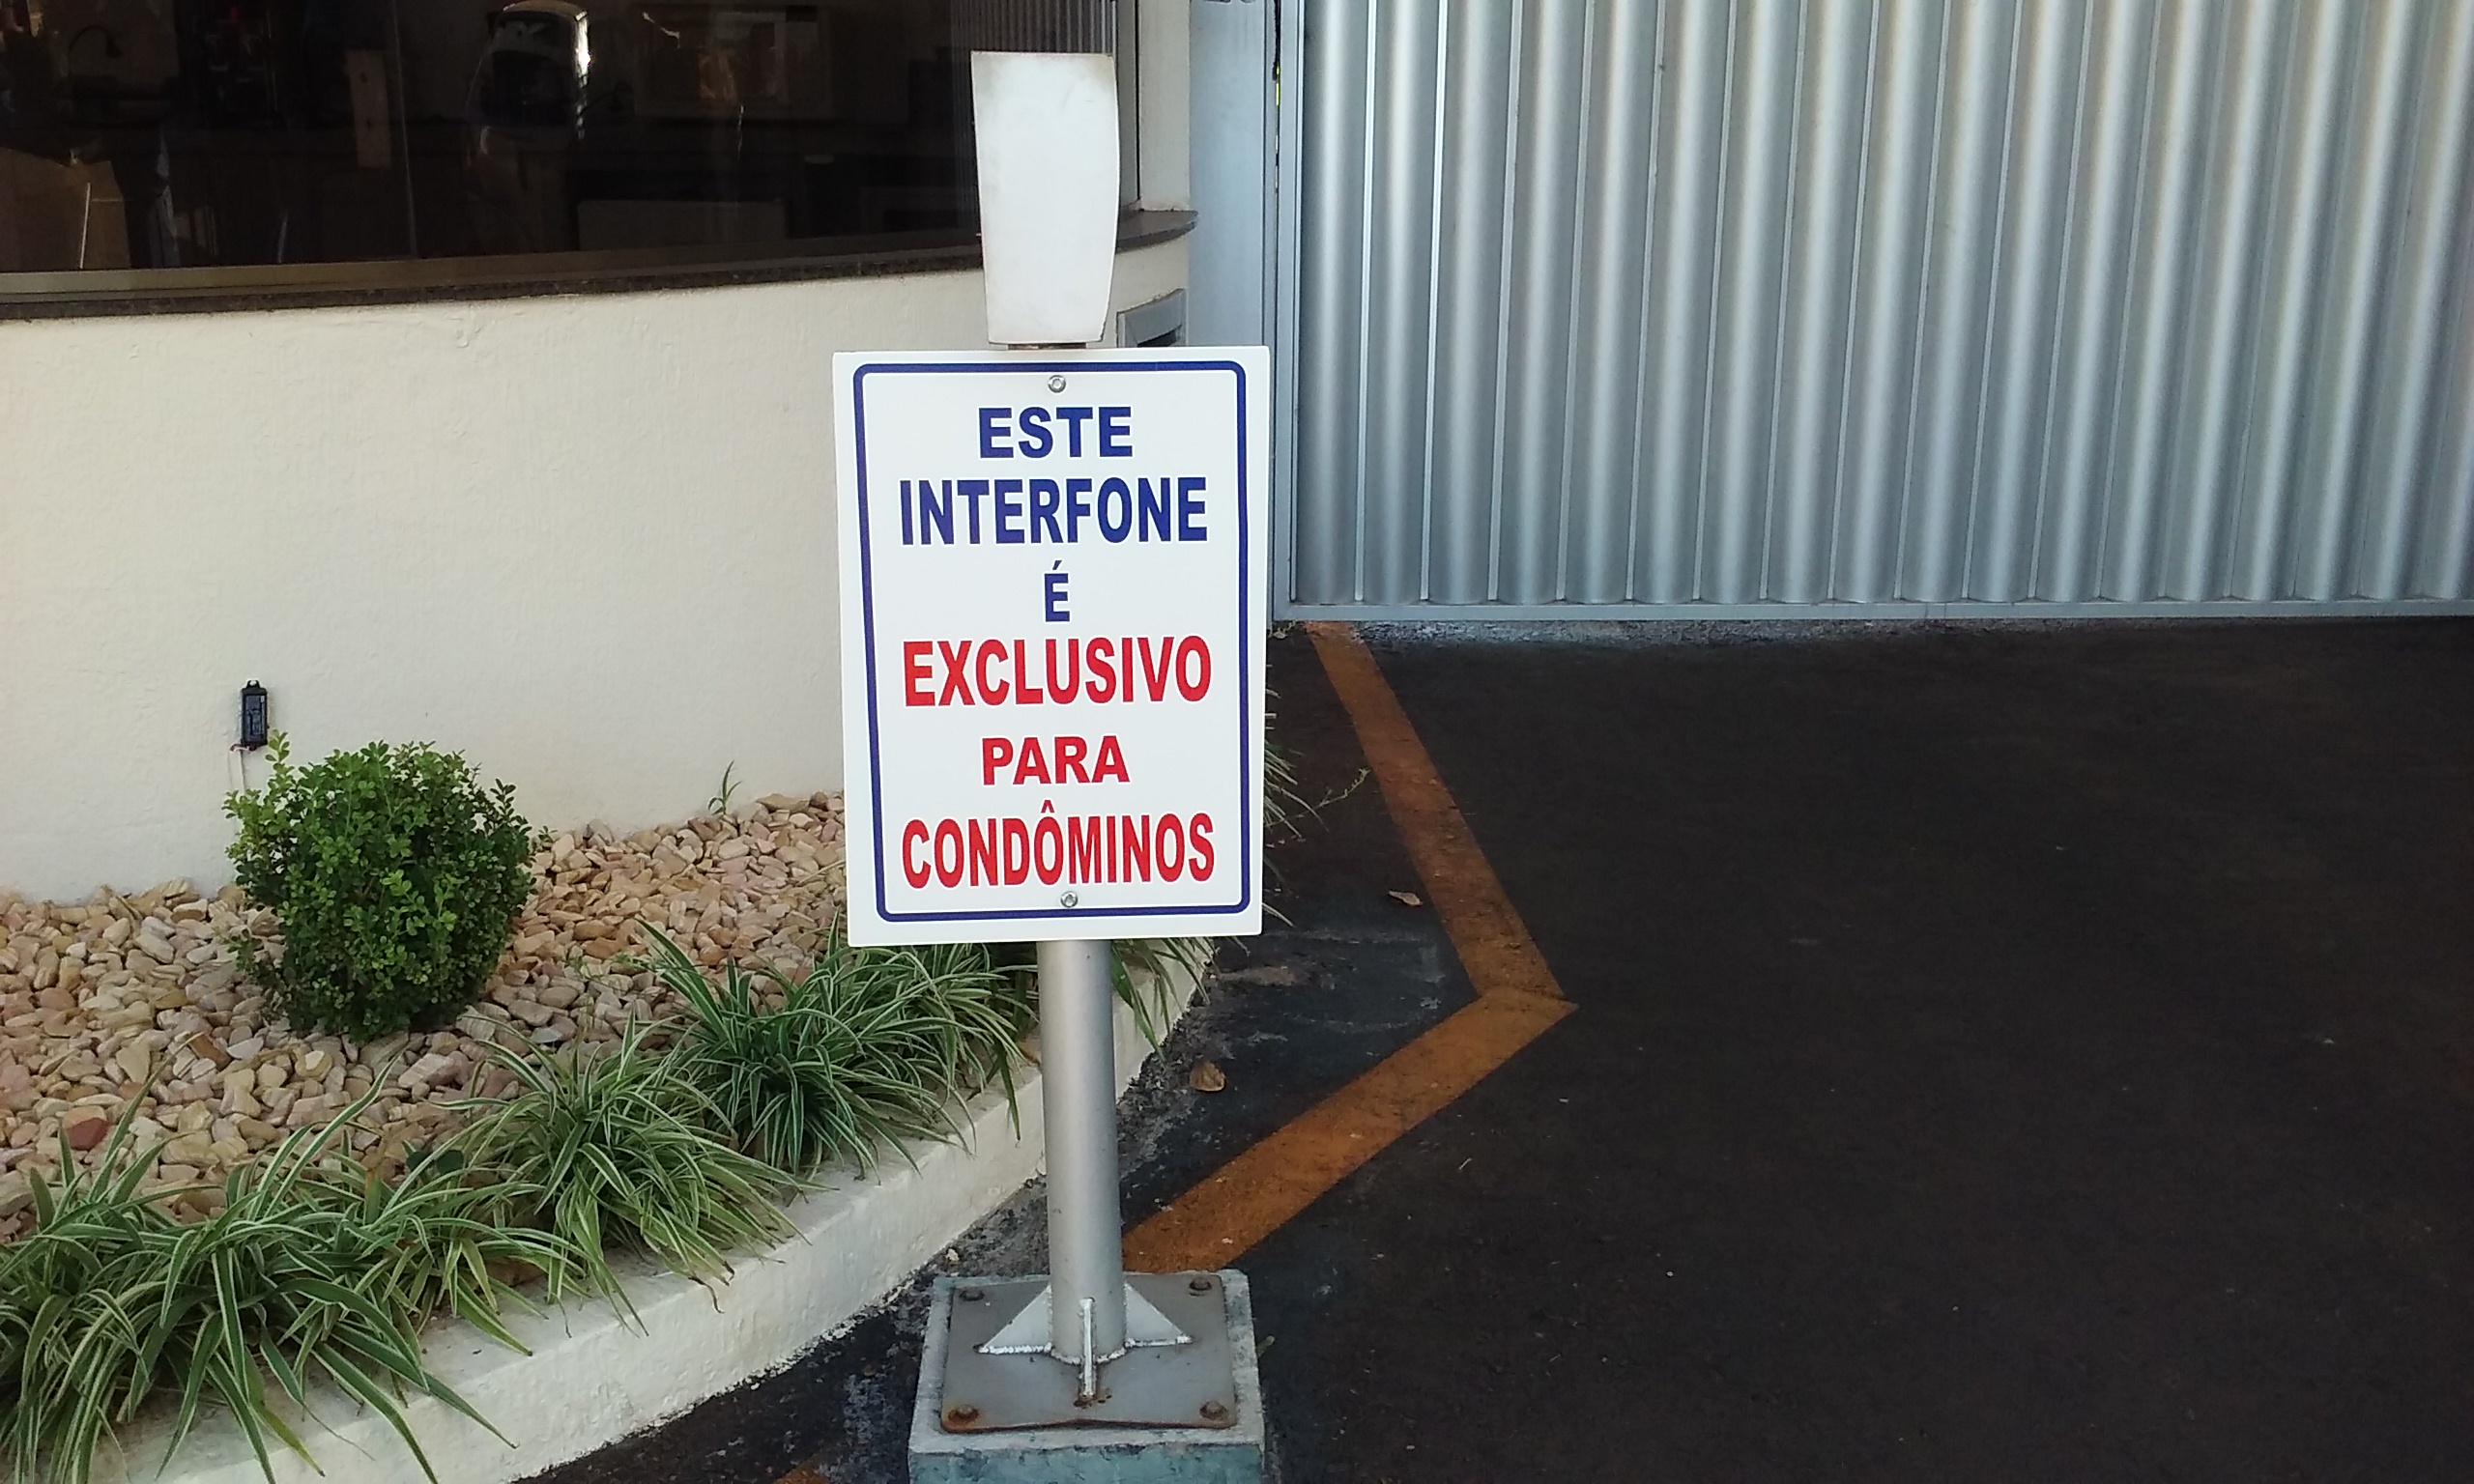 ESTE
INTERFONE
É
EXCLUSIVO
PARA
CONDÔMINOS